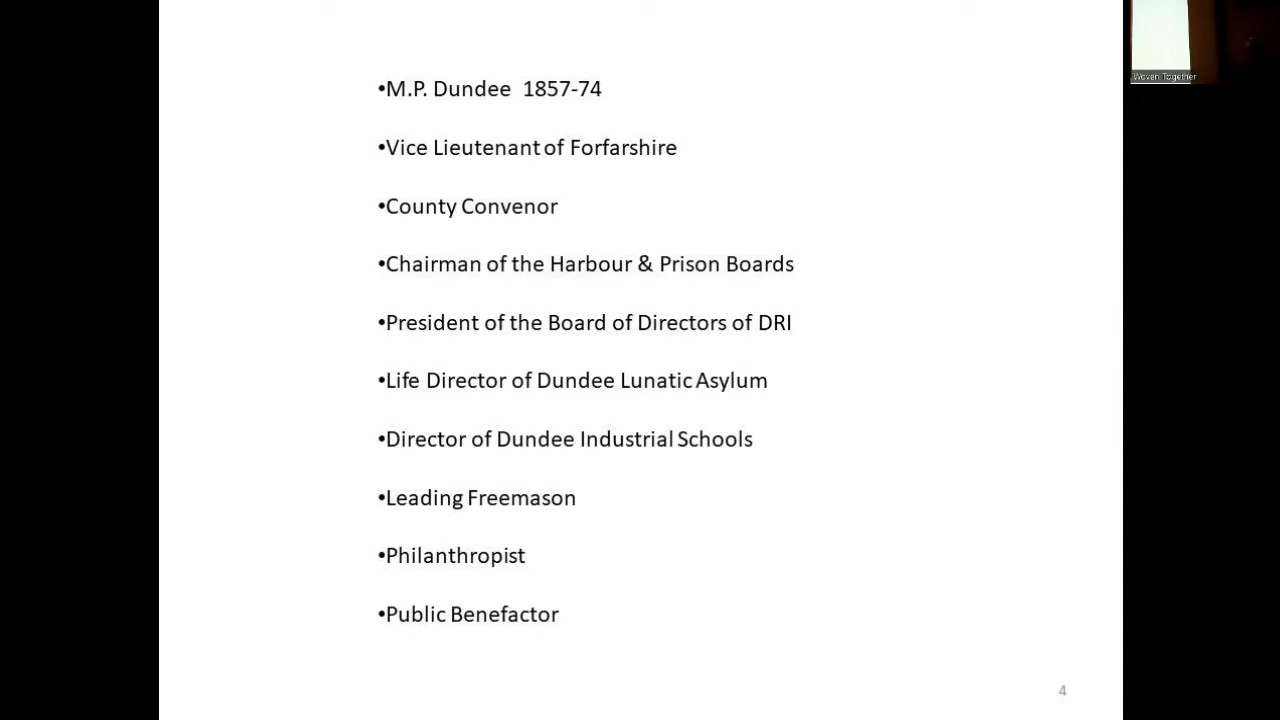 •M.P. Dundee 1857-74
•Vice Lieutenant of Forfarshire
•County Convenor
•Chairman of the Harbour & Prison Boards
•President of the Board of Directors of DRI
•Life Director of Dundee Lunatic Asylum
•Director of Dundee Industrial Schools
•Leading Freemason
•Philanthropist
•Public Benefactor
4
Woven Together